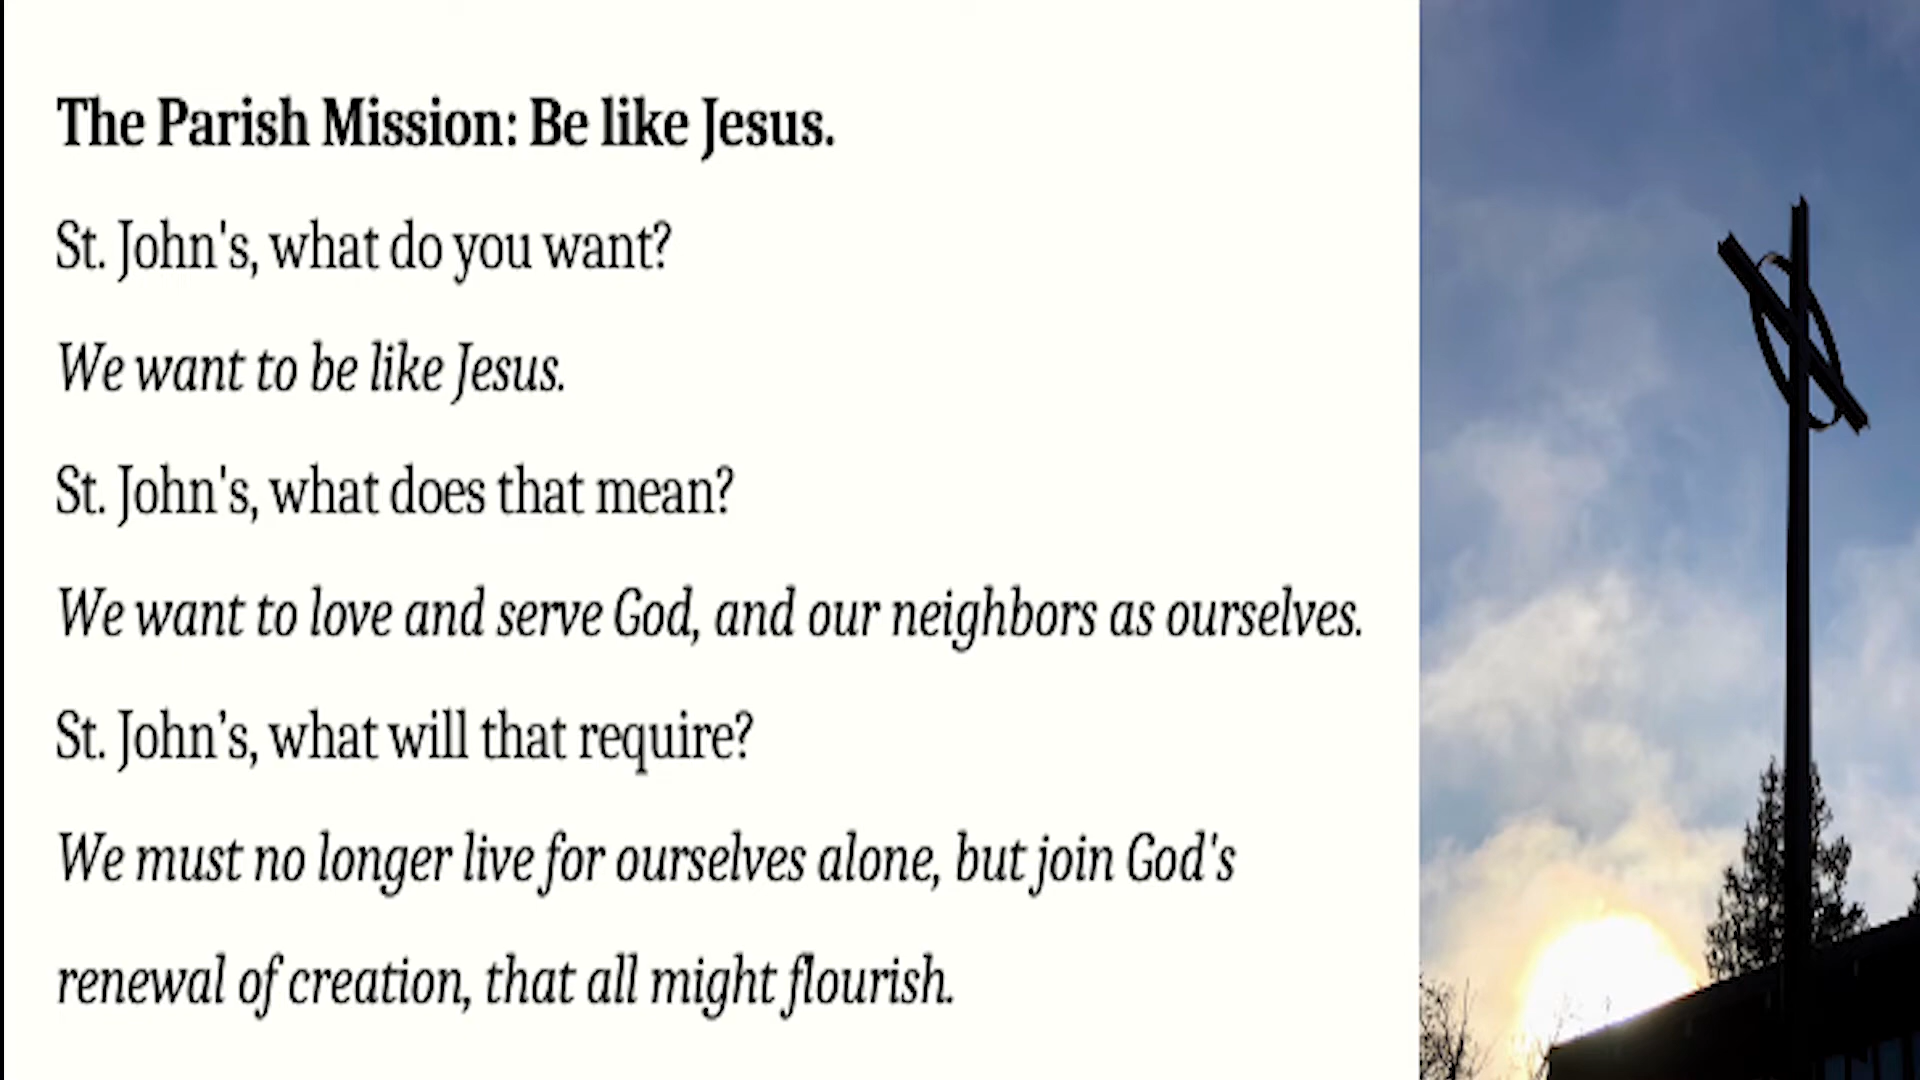 The Parish Mission: Be like Jesus.
St. John's, what do you want?
We want to be like Jesus.
St. John's, what does that mean?
We want to love and serve God, and our neighbors as ourselves.
St. John’s, what will that require?
We must no longer live for ourselves alone, but join God's
renewal of creation, that all might flourish.